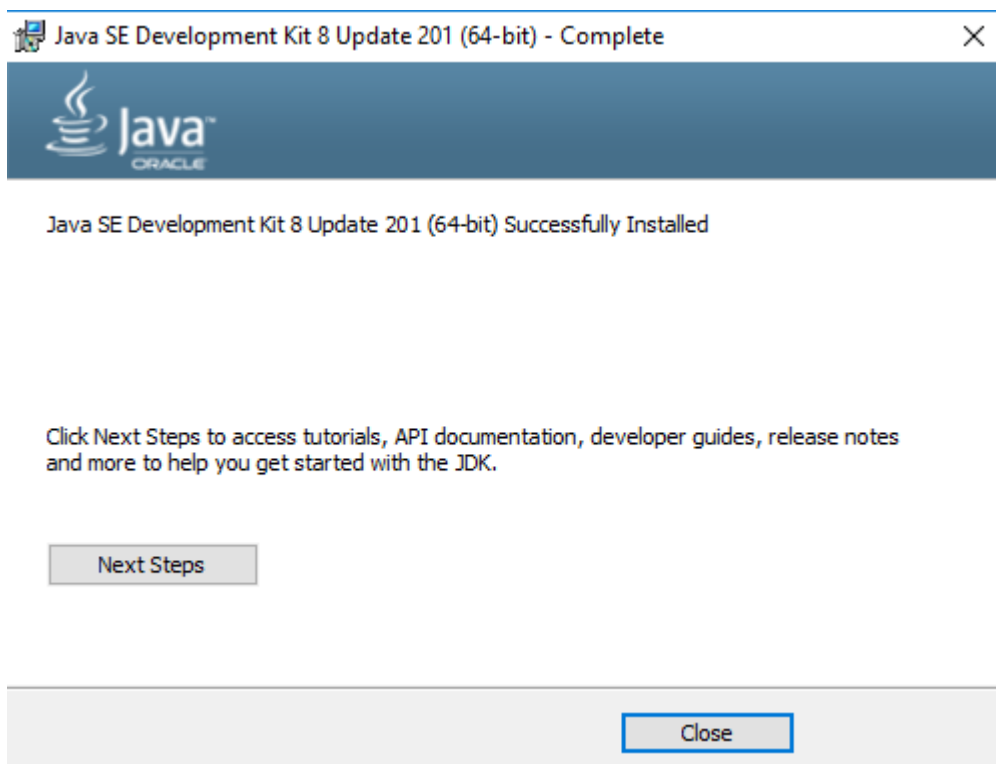 Java SE Development Kit 8 Update 201 (64-bit) - Complete
Java™
ORACLE
Java SE Development Kit 8 Update 201 (64-bit) Successfully Installed
Click Next Steps to access tutorials, API documentation, developer guides, release notes
and more to help you get started with the JDK.
Next Steps
Close